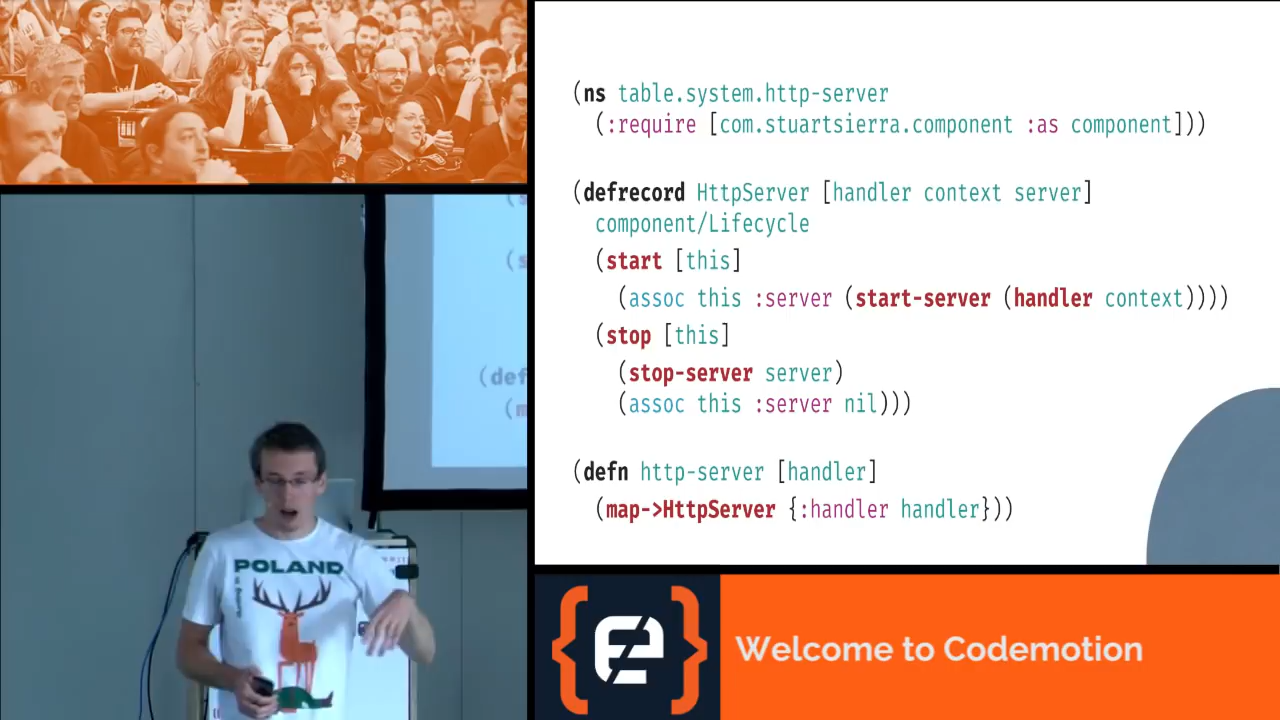 (ns table.system.http-server
(:require [com.stuartsierra.component :as component]))
(defrecord HttpServer [handler context server]
component/Lifecycle
(start [this]
(assoc this :server (start-server (handler context))))
(stop [this]
(stop-server server)
(assoc this :server nil)))
(defn http-server [handler]
(map->HttpServer {:handler handler}))
(s
(s
(def
(m
POLAND
Welcome to Codemotion